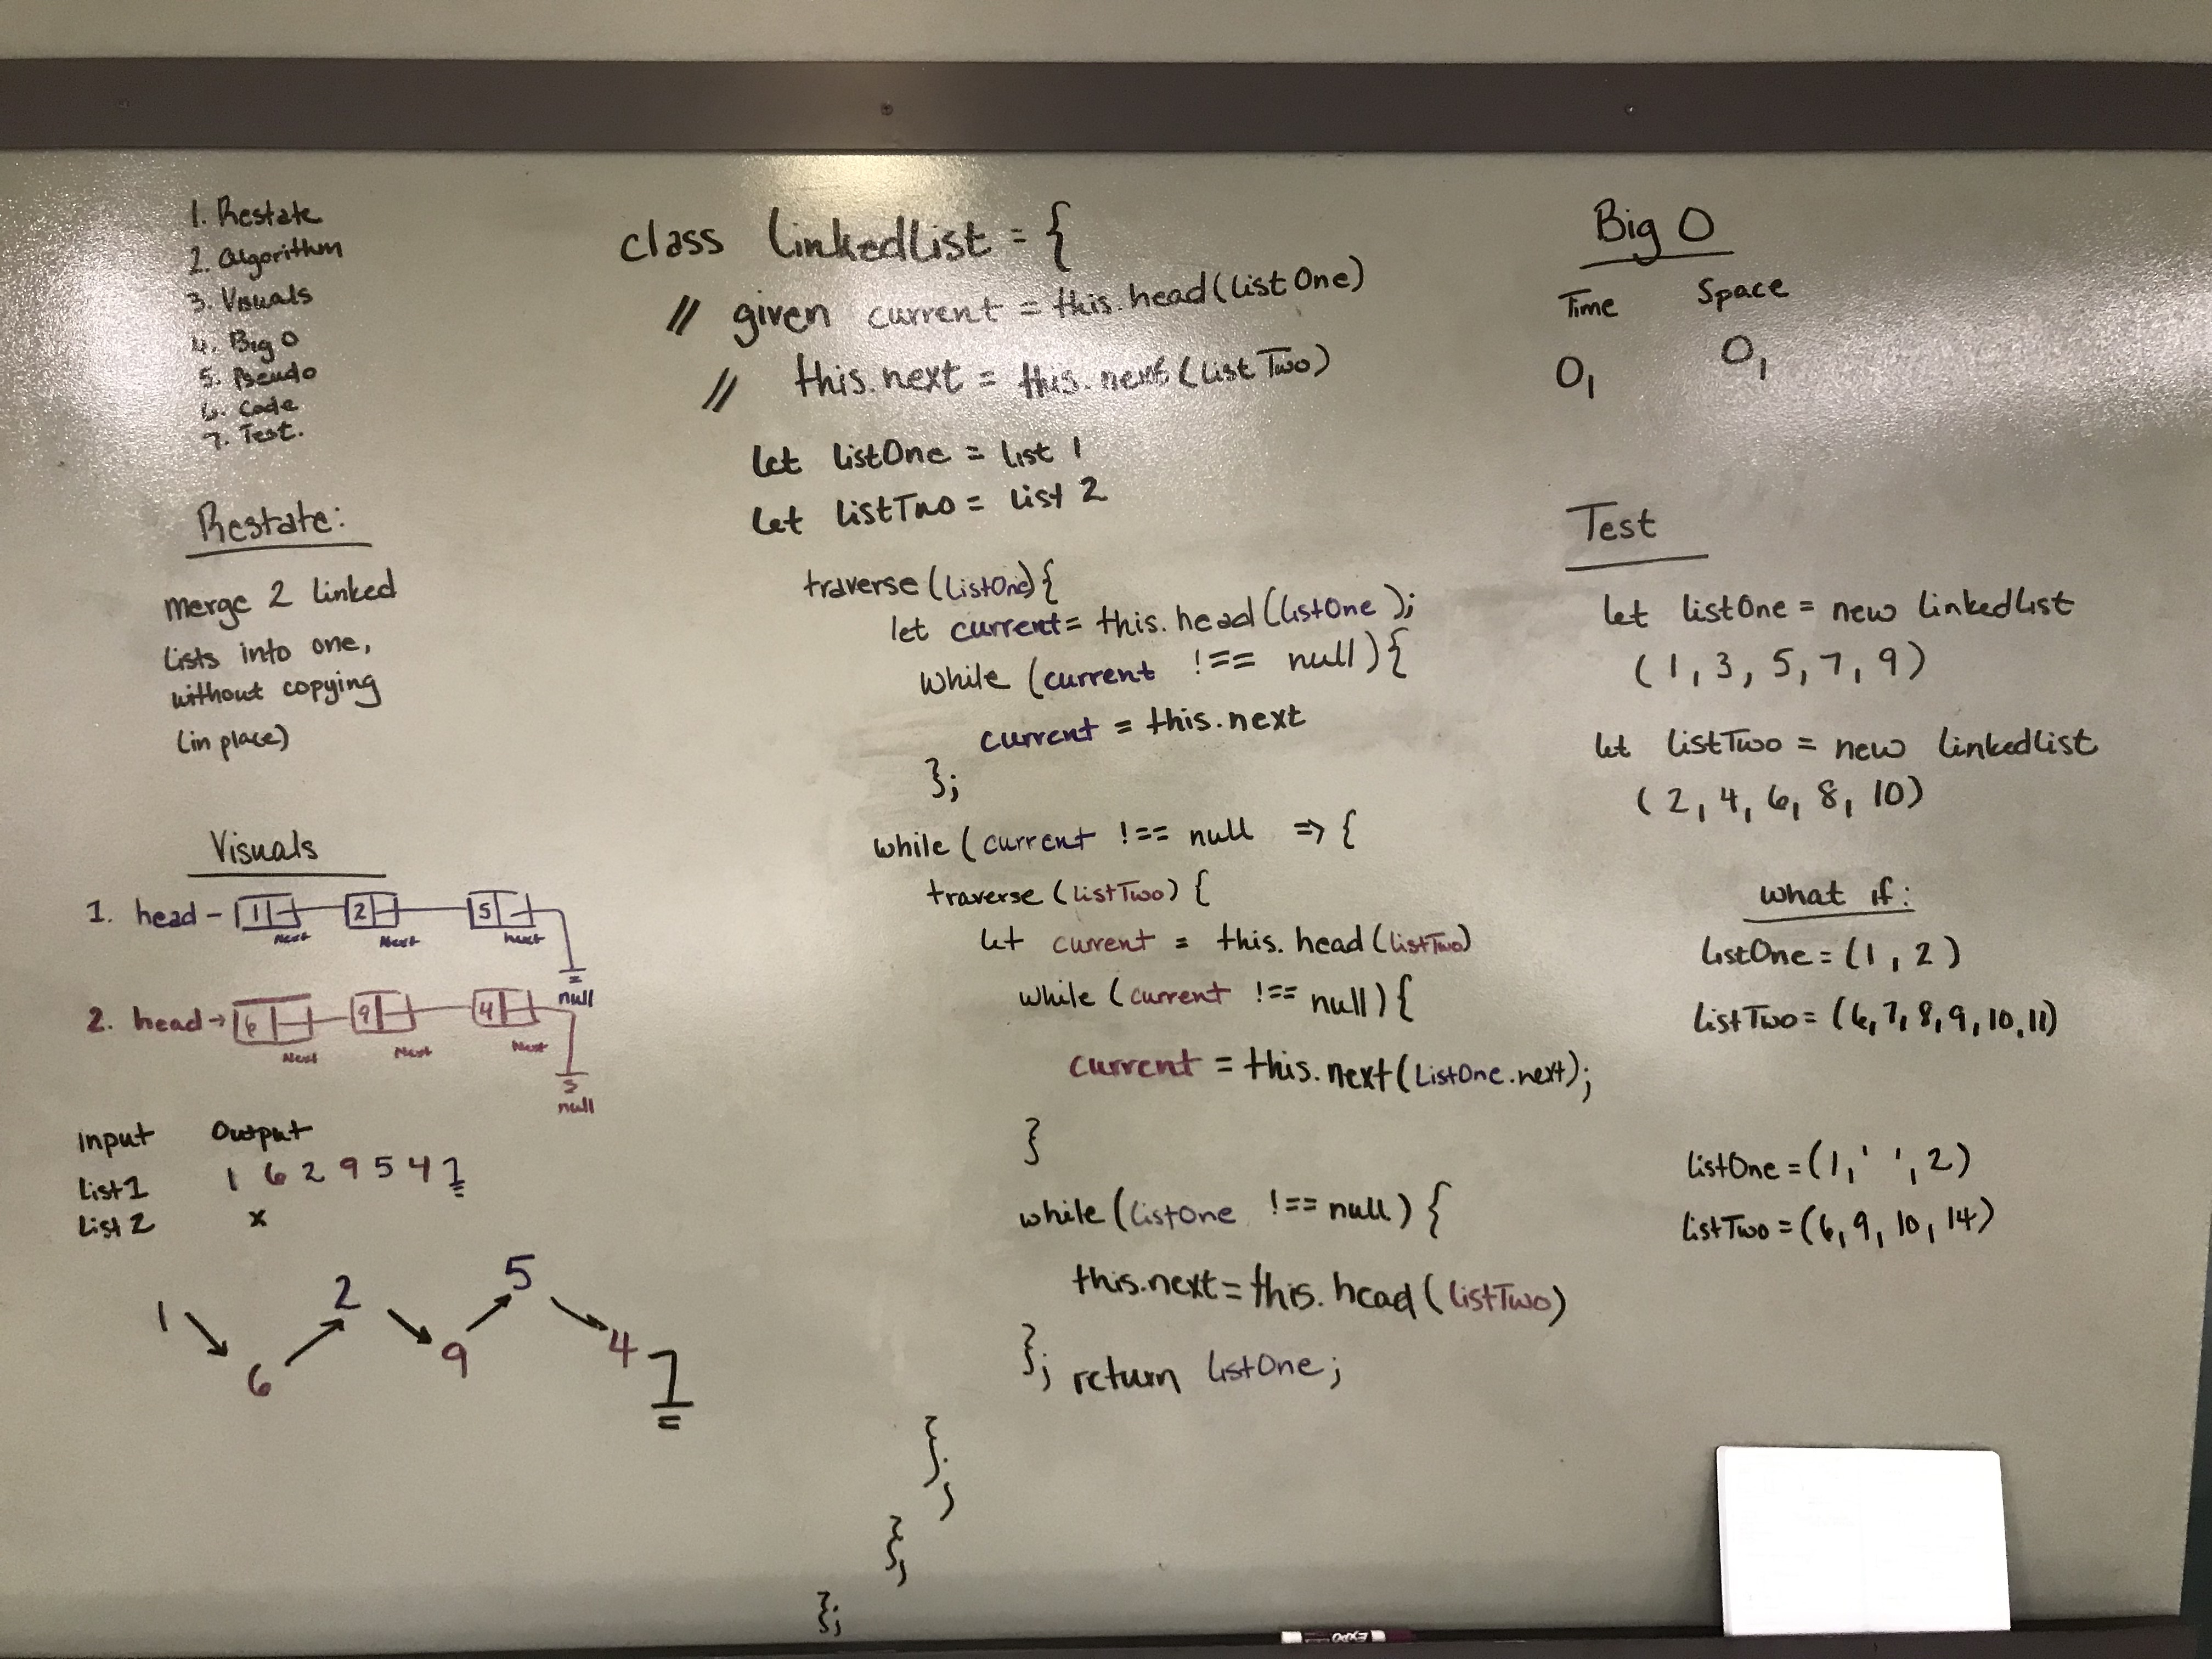 1. Restate
2. Algorithm
3. Visuals
4. Big O
5. Pseudo
6. Code
7. Test.
Restate:
merge 2 linked
lists into one,
without copying
(in place)
Visuals
1. head - 1 2 5
Next Next next
null
2. head → 6 9 4
Next Next Next
null
Input Output
List 1 1 6 2 9 5 4
List 2 x
1 6 2 9 5 4
class linkedlist = {
// given current = this.head(listOne)
// this.next = this.next(listTwo)
let listOne = list 1
let listTwo = list 2
traverse(listOne){
let current = this.head(listOne);
while (current !== null){
current = this.next
};
while (current !== null => {
traverse (listTwo) {
let current = this.head(listTwo)
while (current !== null){
current = this.next(listOne.next);
}
while (listOne !== null) {
this.next = this.head(listTwo)
}; return listOne;
};
};
};
Big O
Time Space
O1 O1
Test
let listOne = new linkedlist
(1, 3, 5, 7, 9)
let listTwo = new linkedlist
(2, 4, 6, 8, 10)
what if:
listOne = (1, 2)
listTwo = (6, 7, 8, 9, 10, 11)
listOne = (1, ' ', 2)
listTwo = (6, 9, 10, 14)
EXPO